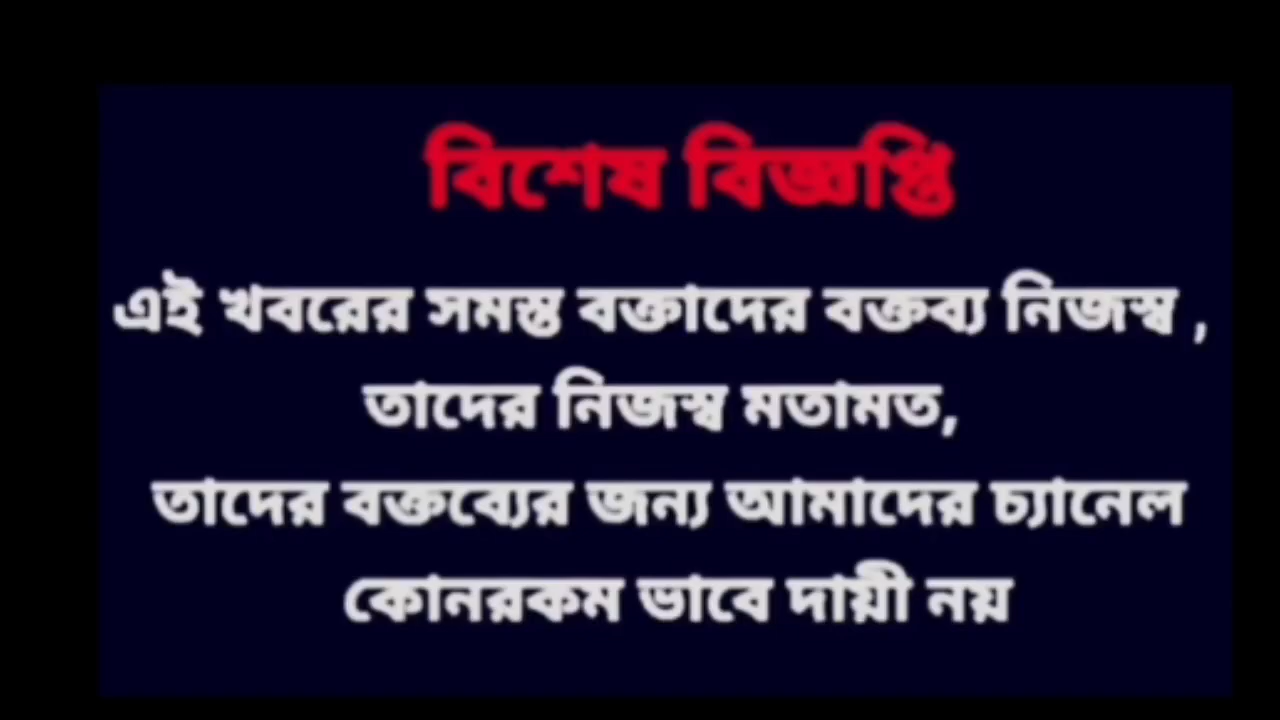 বিশেষ বিজ্ঞপ্তি
এই খবরের সমস্ত বক্তাদের বক্তব্য নিজস্ব ,
তাদের নিজস্ব মতামত,
তাদের বক্তব্যের জন্য আমাদের চ্যানেল
কোনরকম ভাবে দায়ী নয়